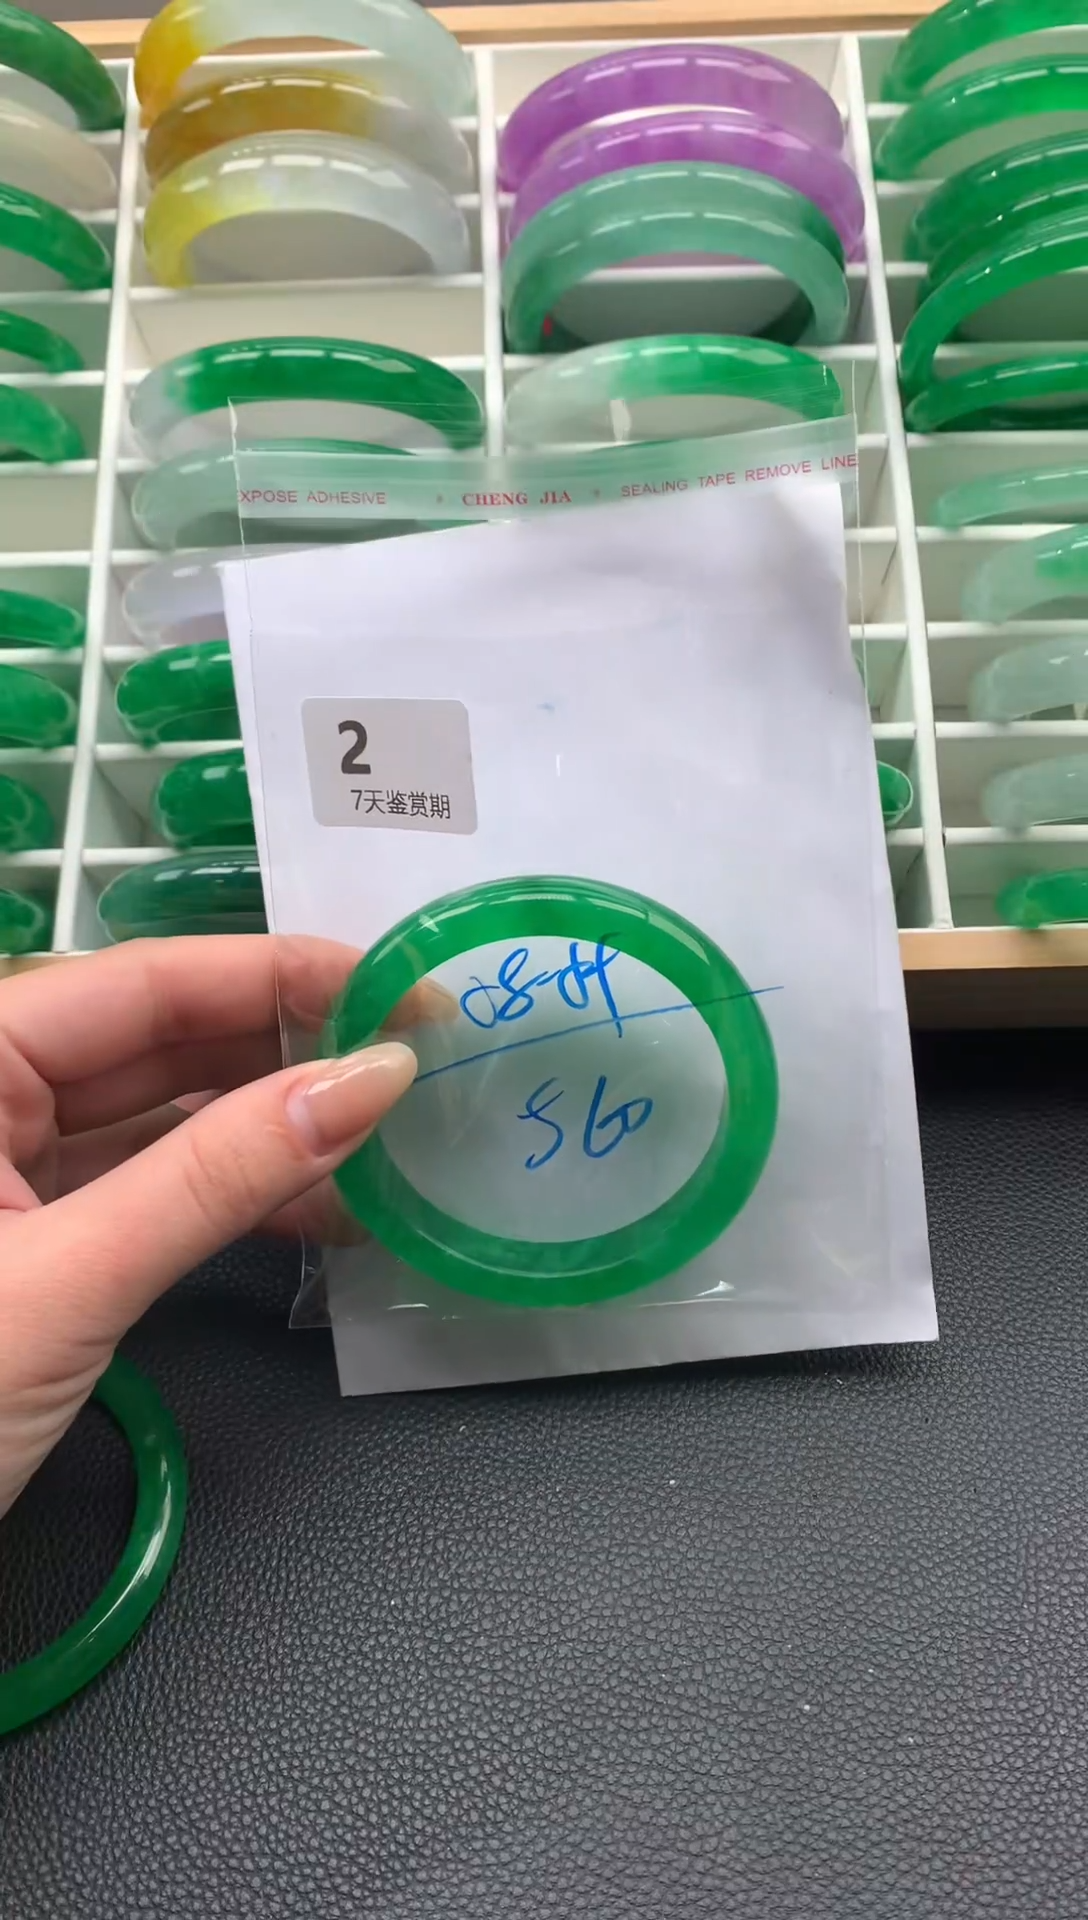 EXPOSE ADHESIVE * CHENG JIA * SEALING TAPE REMOVE LINE
2
7天鉴赏期
560